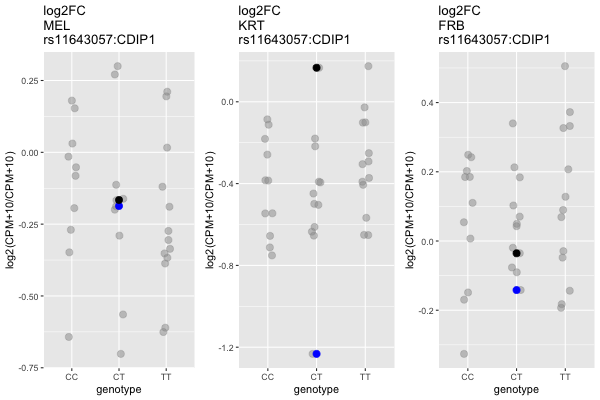 log2FC
MEL
rs11643057:CDIP1
log2(CPM+10/CPM+10)
0.25
0.00
-0.25
-0.50
-0.75
CC CT TT
genotype
log2FC
KRT
rs11643057:CDIP1
log2(CPM+10/CPM+10)
0.0
-0.4
-0.8
-1.2
CC CT TT
genotype
log2FC
FRB
rs11643057:CDIP1
log2(CPM+10/CPM+10)
0.4
0.2
0.0
-0.2
CC CT TT
genotype